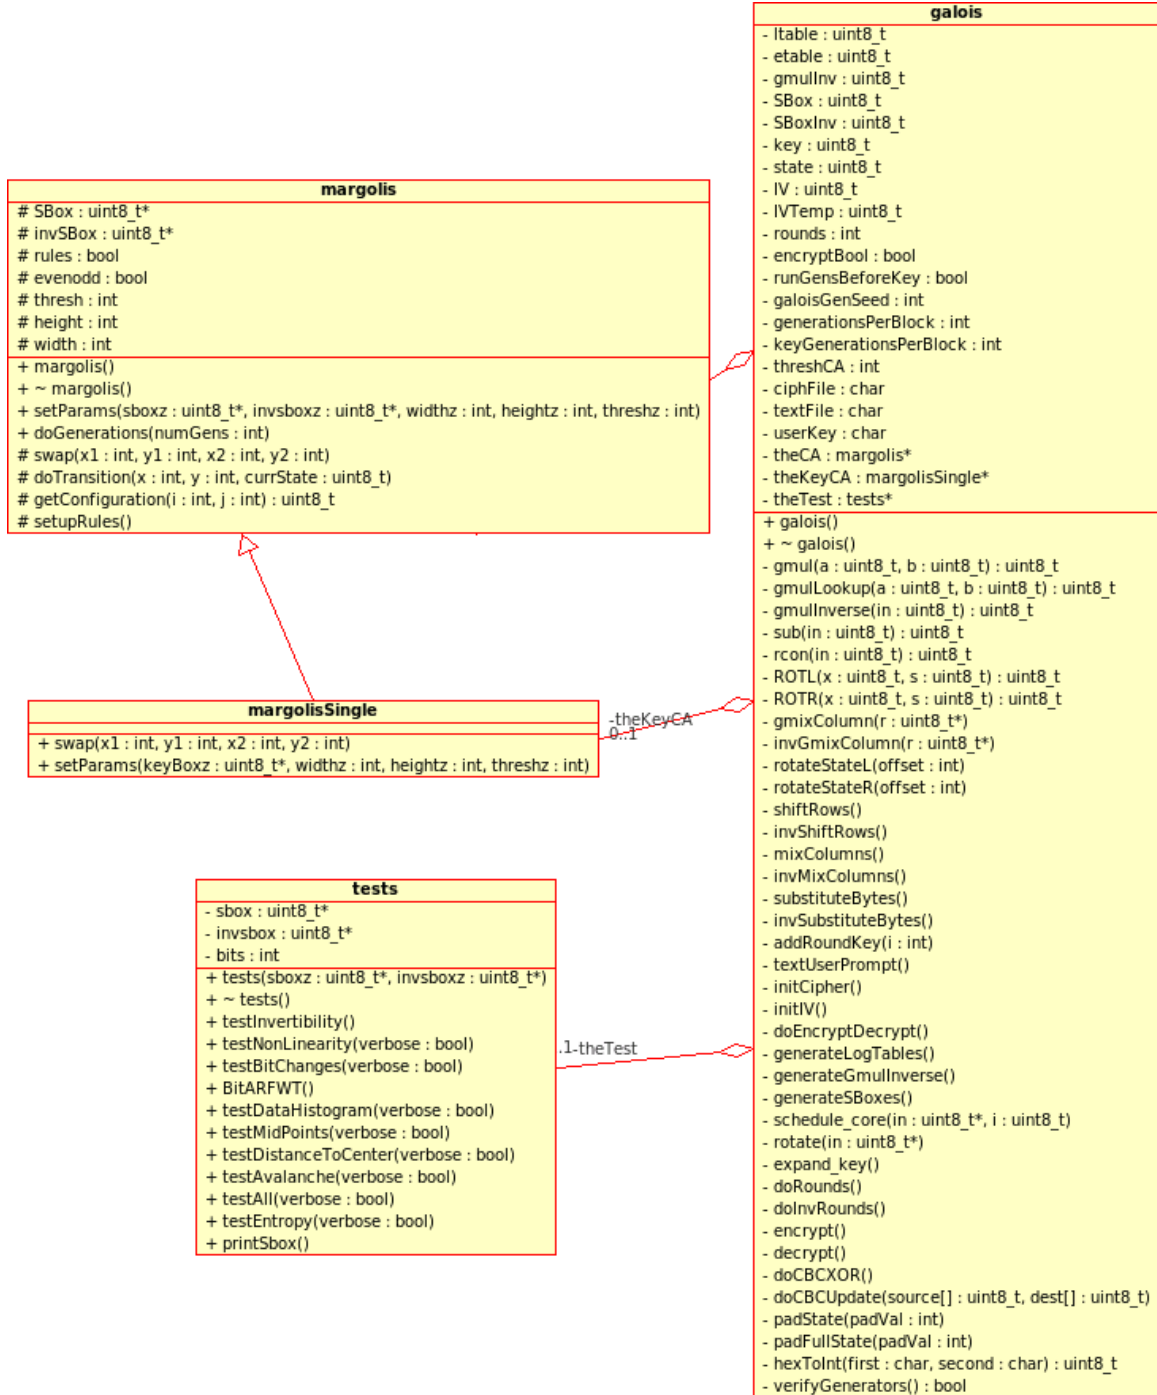 galois
- ltable : uint8_t
- etable : uint8_t
- gmulInv : uint8_t
- SBox : uint8_t
- SBoxInv : uint8_t
- key : uint8_t
- state : uint8_t
- IV : uint8_t
- IVTemp : uint8_t
- rounds : int
- encryptBool : bool
- runGensBeforeKey : bool
- galoisGenSeed : int
- generationsPerBlock : int
- keyGenerationsPerBlock : int
- threshCA : int
- ciphFile : char
- textFile : char
- userKey : char
- theCA : margolis*
- theKeyCA : margolisSingle*
- theTest : tests*
+ galois()
+ ~ galois()
- gmul(a : uint8_t, b : uint8_t) : uint8_t
- gmulLookup(a : uint8_t, b : uint8_t) : uint8_t
- gmulInverse(in : uint8_t) : uint8_t
- sub(in : uint8_t) : uint8_t
- rcon(in : uint8_t) : uint8_t
- ROTL(x : uint8_t, s : uint8_t) : uint8_t
- ROTR(x : uint8_t, s : uint8_t) : uint8_t
- gmixColumn(r : uint8_t*)
- invGmixColumn(r : uint8_t*)
- rotateStateL(offset : int)
- rotateStateR(offset : int)
- shiftRows()
- invShiftRows()
- mixColumns()
- invMixColumns()
- substituteBytes()
- invSubstituteBytes()
- addRoundKey(i : int)
- textUserPrompt()
- initCipher()
- initIV()
- doEncryptDecrypt()
- generateLogTables()
- generateGmulInverse()
- generateSBoxes()
- schedule_core(in : uint8_t*, i : uint8_t)
- rotate(in : uint8_t*)
- expand_key()
- doRounds()
- doInvRounds()
- encrypt()
- decrypt()
- doCBCXOR()
- doCBCUpdate(source[] : uint8_t, dest[] : uint8_t)
- padState(padVal : int)
- padFullState(padVal : int)
- hexToInt(first : char, second : char) : uint8_t
- verifyGenerators() : bool
margolis
# SBox : uint8_t*
# invSBox : uint8_t*
# rules : bool
# evenodd : bool
# thresh : int
# height : int
# width : int
+ margolis()
+ ~ margolis()
+ setParams(sboxz : uint8_t*, invsboxz : uint8_t*, widthz : int, heightz : int, threshz : int)
+ doGenerations(numGens : int)
# swap(x1 : int, y1 : int, x2 : int, y2 : int)
# doTransition(x : int, y : int, currState : uint8_t)
# getConfiguration(i : int, j : int) : uint8_t
# setupRules()
margolisSingle
+ swap(x1 : int, y1 : int, x2 : int, y2 : int)
+ setParams(keyBoxz : uint8_t*, widthz : int, heightz : int, threshz : int)
-theKeyCA
0..1
tests
- sbox : uint8_t*
- invsbox : uint8_t*
- bits : int
+ tests(sboxz : uint8_t*, invsboxz : uint8_t*)
+ ~ tests()
+ testInvertibility()
+ testNonLinearity(verbose : bool)
+ testBitChanges(verbose : bool)
+ BitARFWT()
+ testDataHistogram(verbose : bool)
+ testMidPoints(verbose : bool)
+ testDistanceToCenter(verbose : bool)
+ testAvalanche(verbose : bool)
+ testAll(verbose : bool)
+ testEntropy(verbose : bool)
+ printSbox()
.1-theTest